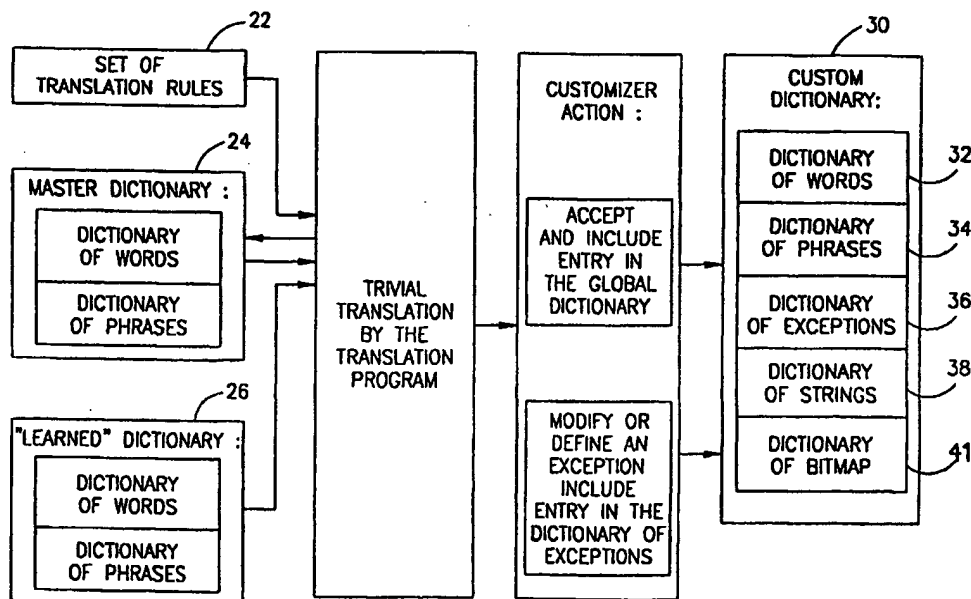 22
SET OF
TRANSLATION RULES
24
MASTER DICTIONARY :
DICTIONARY
OF WORDS
DICTIONARY
OF PHRASES
26
"LEARNED" DICTIONARY :
DICTIONARY
OF WORDS
DICTIONARY
OF PHRASES
TRIVIAL
TRANSLATION
BY THE
TRANSLATION
PROGRAM
CUSTOMIZER
ACTION :
ACCEPT
AND INCLUDE
ENTRY IN
THE GLOBAL
DICTIONARY
MODIFY OR
DEFINE AN
EXCEPTION
INCLUDE
ENTRY IN THE
DICTIONARY OF
EXCEPTIONS
30
CUSTOM
DICTIONARY:
DICTIONARY
OF WORDS
32
DICTIONARY
OF PHRASES
34
DICTIONARY
OF EXCEPTIONS
36
DICTIONARY
OF STRINGS
38
DICTIONARY
OF BITMAP
41